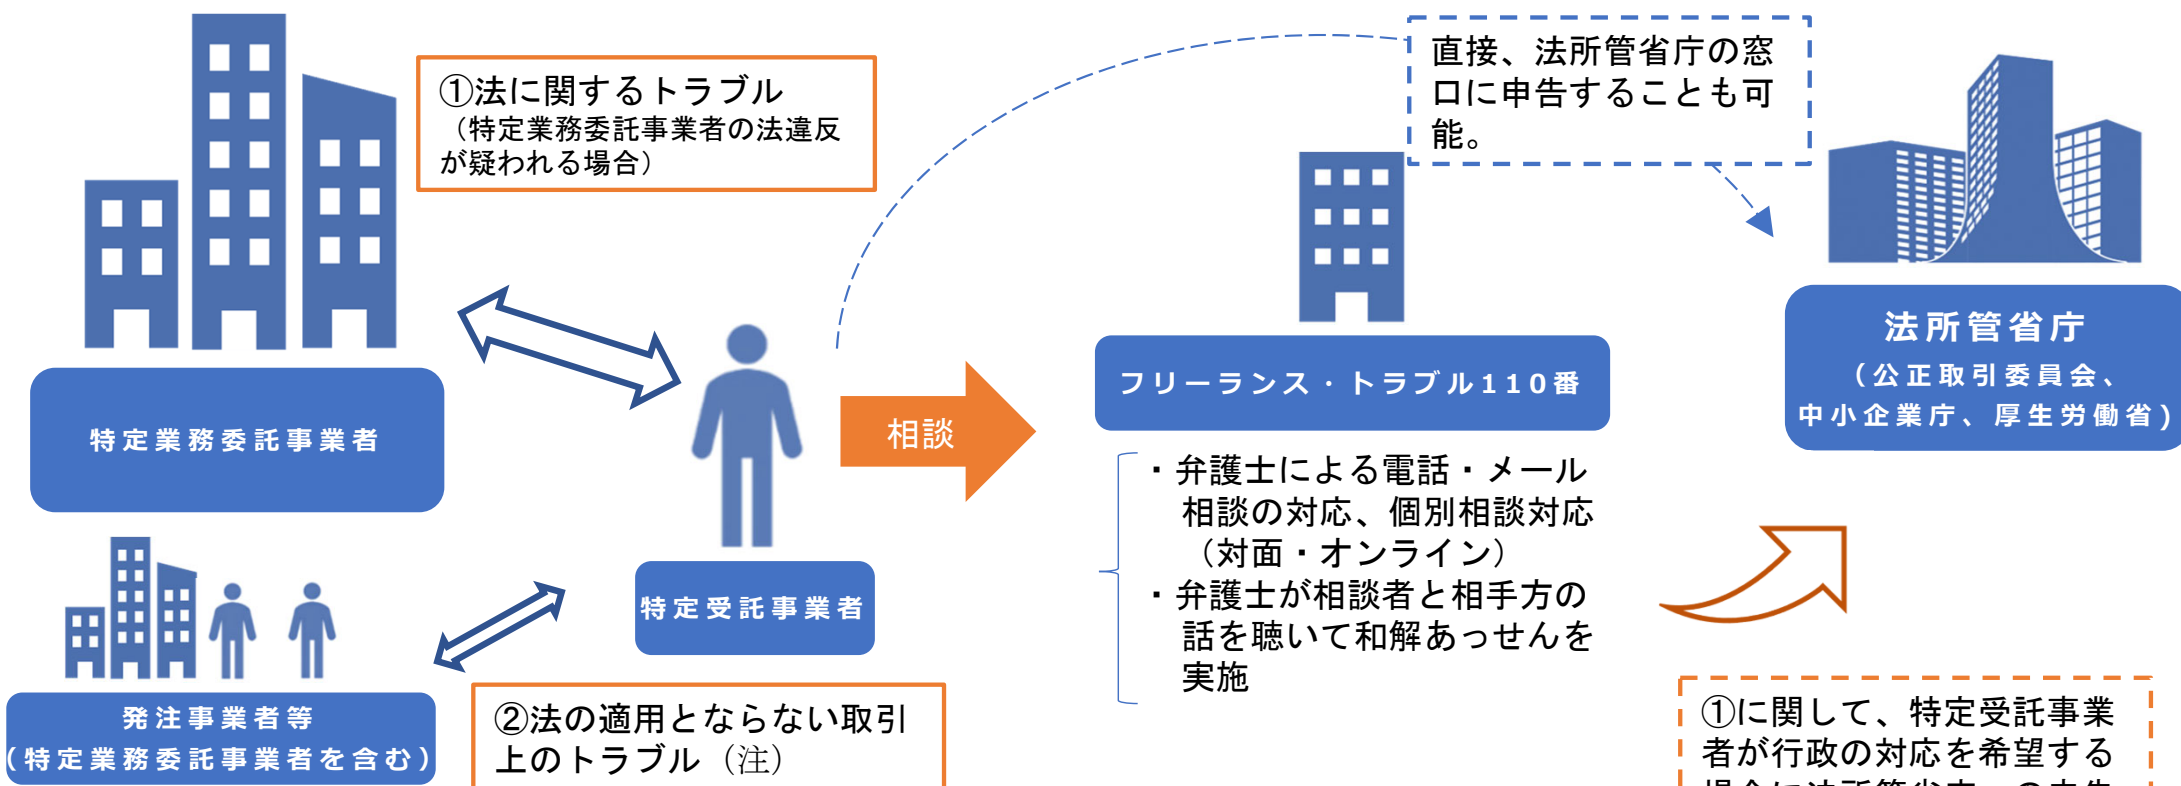 ①法に関するトラブル
（特定業務委託事業者の法違反
が疑われる場合）
直接、法所管省庁の窓
口に申告することも可
能。
特定業務委託事業者
特定受託事業者
相談
フリーランス・トラブル110番
・弁護士による電話・メール
相談の対応、個別相談対応
（対面・オンライン）
・弁護士が相談者と相手方の
話を聴いて和解あっせんを
実施
法所管省庁
（公正取引委員会、
中小企業庁、厚生労働省)
発注事業者等
(特定業務委託事業者を含む)
②法の適用とならない取引
上のトラブル（注）
①に関して、特定受託事業
者が行政の対応を希望する